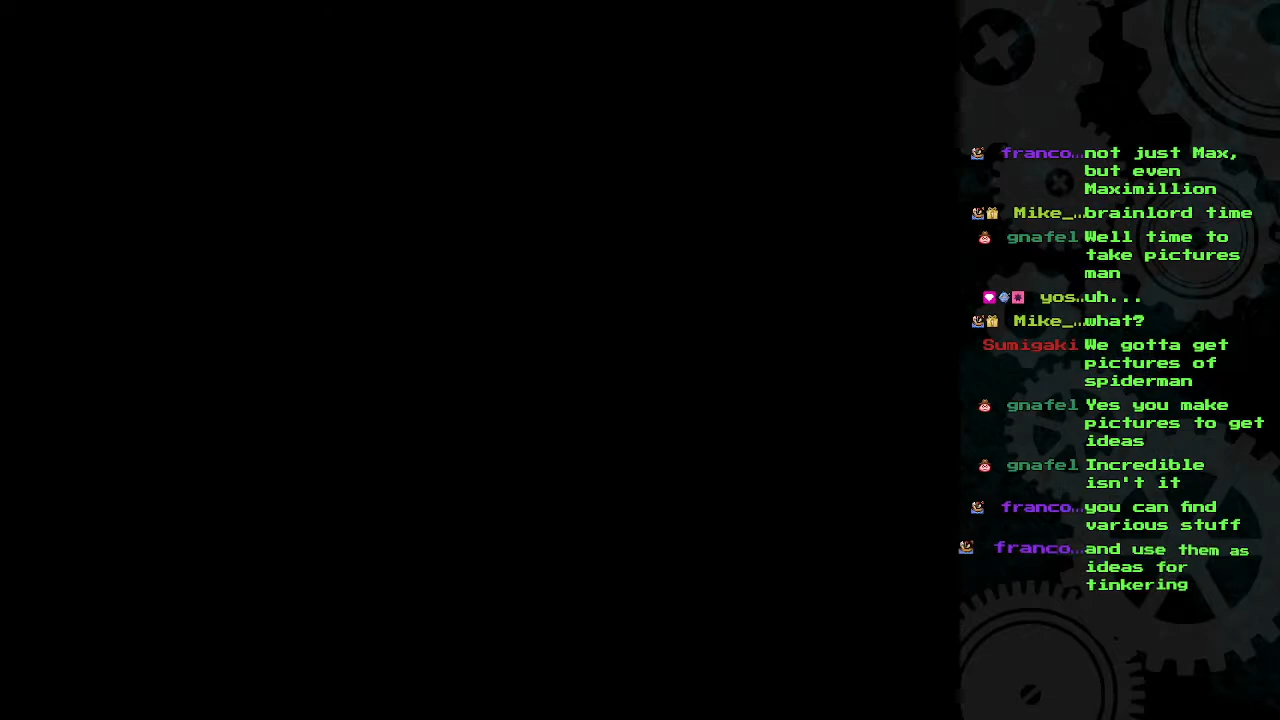 franco… not just Max,
but even
Maximillion
Mike_… brainlord time
gnafel Well time to
take pictures
man
yos… uh...
Mike_… what?
Sumigaki We gotta get
pictures of
spiderman
gnafel Yes you make
pictures to get
ideas
gnafel Incredible
isn't it
franco… you can find
various stuff
franco… and use them as
ideas for
tinkering